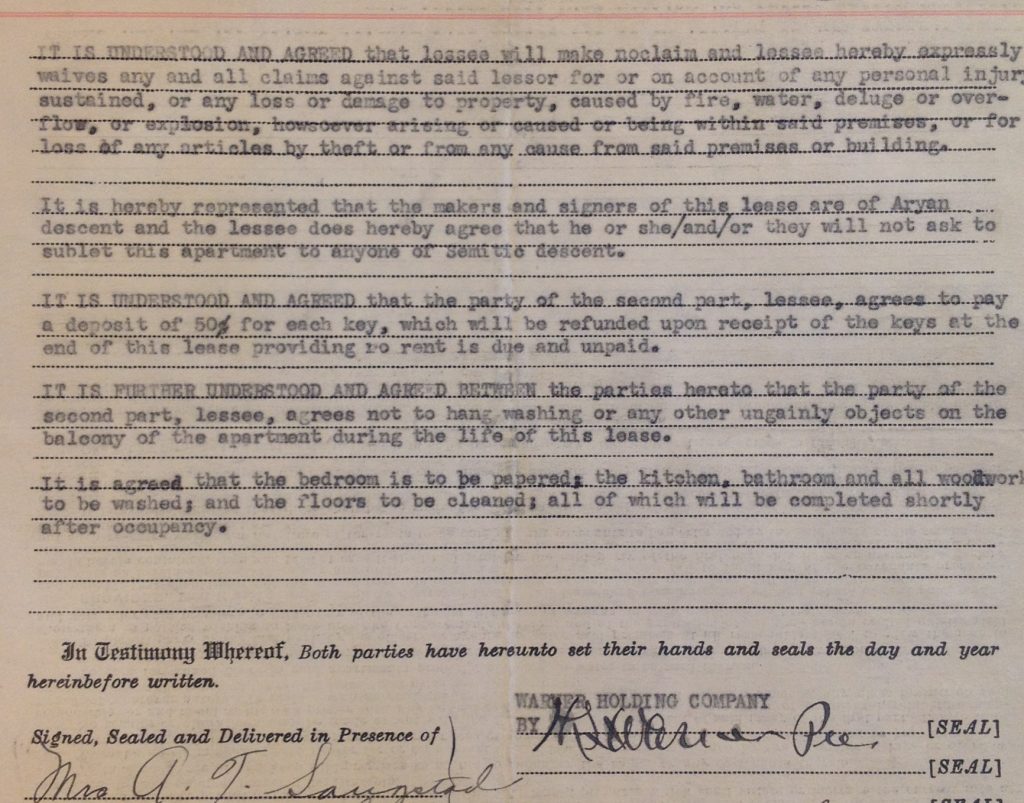 IT IS UNDERSTOOD AND AGREED that lessee will make noclaim and lessee hereby expressly
waives any and all claims against said lessor for or on account of any personal injury
sustained, or any loss or damage to property, caused by fire, water, deluge or over-
flow, or explosion, howsoever arising or caused or being within said premises, or for
loss of any articles by theft or from any cause from said premises or building.
It is hereby represented that the makers and signers of this lease are of Aryan
descent and the lessee does hereby agree that he or she/and/or they will not ask to
sublet this apartment to anyone of Semitic descent.
IT IS UNDERSTOOD AND AGREED that the party of the second part, lessee, agrees to pay
a deposit of 50¢ for each key, which will be refunded upon receipt of the keys at the
end of this lease providing no rent is due and unpaid.
IT IS FURTHER UNDERSTOOD AND AGREED BETWEEN the parties hereto that the party of the
second part, lessee, agrees not to hang washing or any other ungainly objects on the
balcony of the apartment during the life of this lease.
It is agreed that the bedroom is to be papered; the kitchen, bathroom and all woodwork
to be washed; and the floors to be cleaned; all of which will be completed shortly
after occupancy.
In Testimony Whereof, Both parties have hereunto set their hands and seals the day and year
hereinbefore written.
WARNER HOLDING COMPANY
BY [SEAL]
Signed, Sealed and Delivered in Presence of
[SEAL]
Mrs A. T.